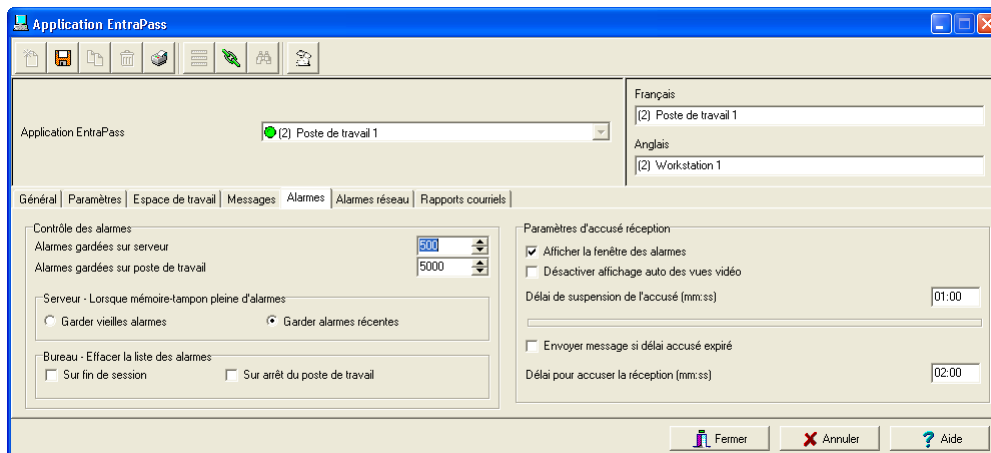 Application EntraPass
Français
(2) Poste de travail 1
Application EntraPass
(2) Poste de travail 1
Anglais
(2) Workstation 1
Général
Paramètres
Espace de travail
Messages
Alarmes
Alarmes réseau
Rapports courriels
Contrôle des alarmes
Alarmes gardées sur serveur
500
Alarmes gardées sur poste de travail
5000
Serveur - Lorsque mémoire-tampon pleine d'alarmes
Garder vieilles alarmes
Garder alarmes récentes
Bureau - Effacer la liste des alarmes
Sur fin de session
Sur arrêt du poste de travail
Paramètres d'accusé réception
Afficher la fenêtre des alarmes
Désactiver affichage auto des vues vidéo
Délai de suspension de l'accusé (mm:ss)
01:00
Envoyer message si délai accusé expiré
Délai pour accuser la réception (mm:ss)
02:00
Fermer
Annuler
Aide